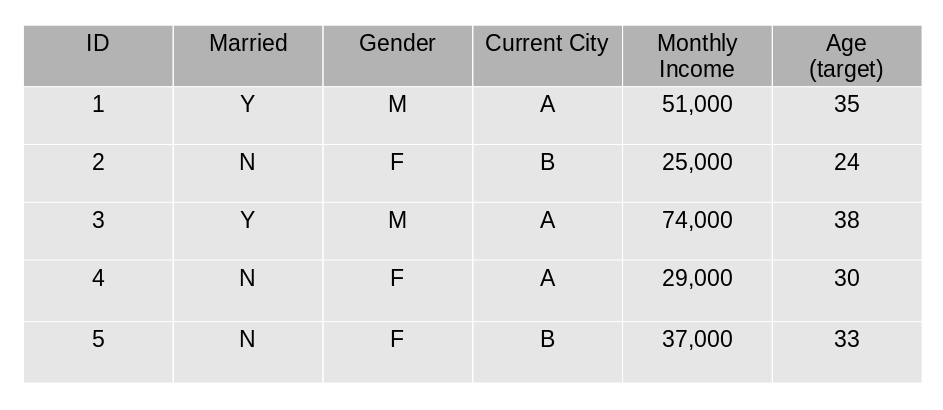 ID Married Gender Current City Monthly Income Age (target)
1 Y M A 51,000 35
2 N F B 25,000 24
3 Y M A 74,000 38
4 N F A 29,000 30
5 N F B 37,000 33